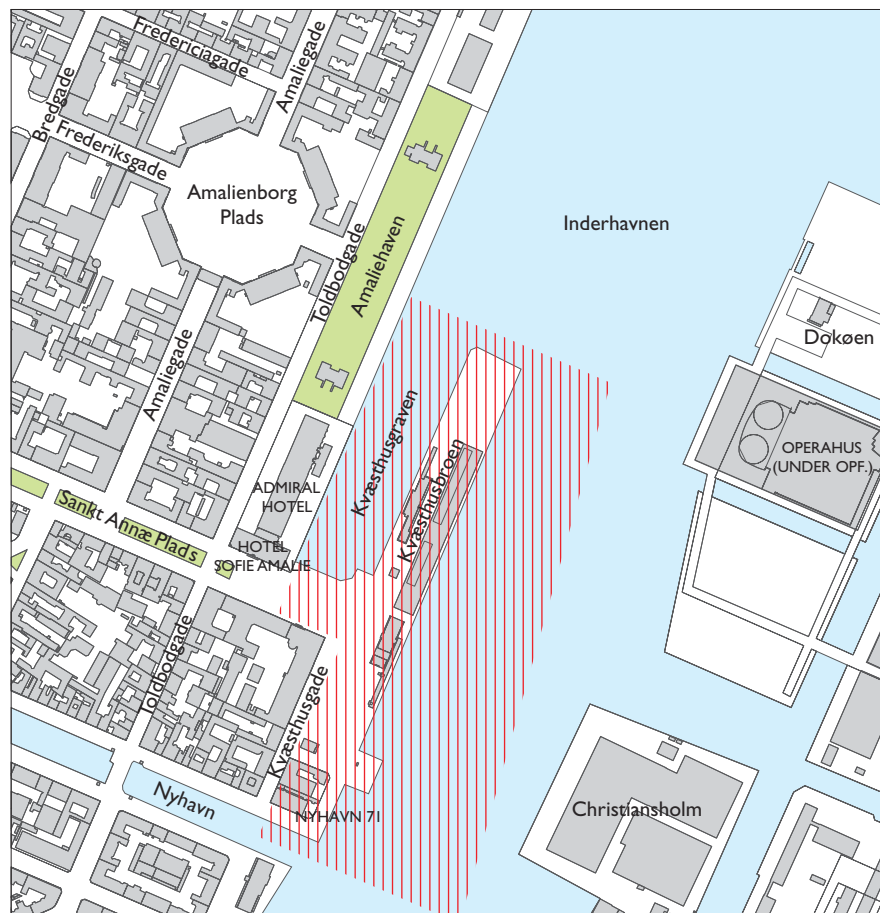 Fredericiagade
Amaliegade
Bredgade
Frederiksgade
Amalienborg
Plads
Inderhavnen
Toldbodgade
Amaliehaven
Dokøen
Amaliegade
Kvæsthusgraven
Kvæsthusbroen
OPERAHUS
(UNDER OPF.)
ADMIRAL
HOTEL
Sankt Annæ Plads
HOTEL
SOFIE AMALIE
Toldbodgade
Kvæsthusgade
Nyhavn
NYHAVN 71
Christiansholm